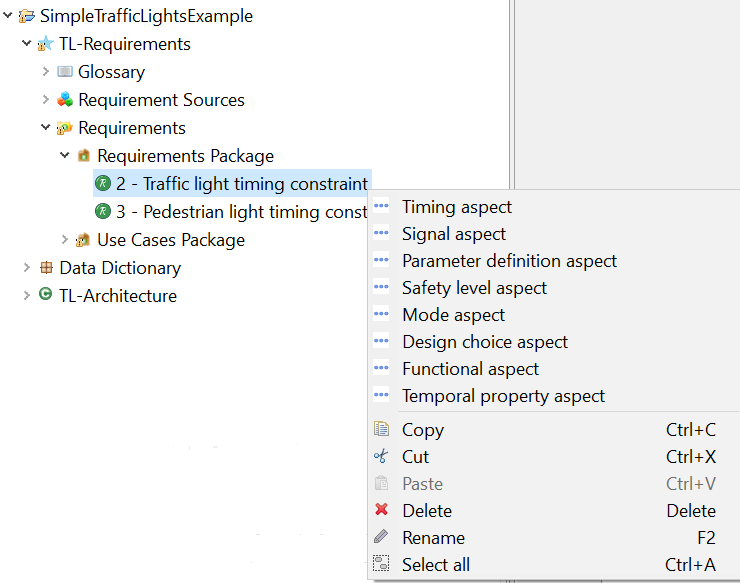 SimpleTrafficLightsExample
TL-Requirements
Glossary
Requirement Sources
Requirements
Requirements Package
2 - Traffic light timing constraint
3 - Pedestrian light timing const
Use Cases Package
Data Dictionary
TL-Architecture
Timing aspect
Signal aspect
Parameter definition aspect
Safety level aspect
Mode aspect
Design choice aspect
Functional aspect
Temporal property aspect
Copy Ctrl+C
Cut Ctrl+X
Paste Ctrl+V
Delete Delete
Rename F2
Select all Ctrl+A